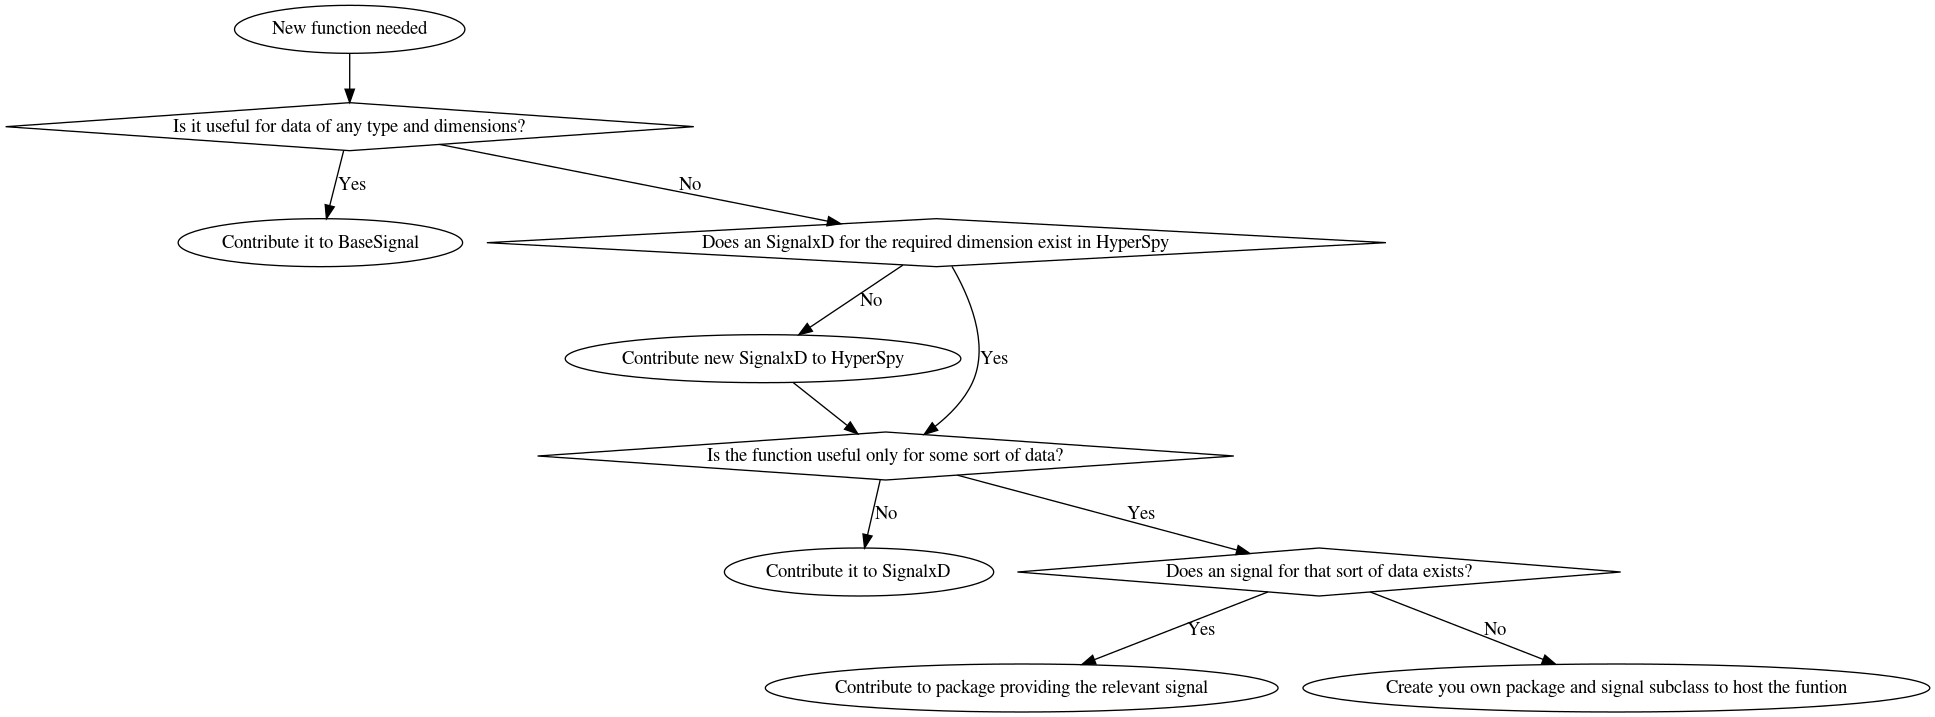 New function needed
Is it useful for data of any type and dimensions?
Yes
No
Contribute it to BaseSignal
Does an SignalxD for the required dimension exist in HyperSpy
No
Contribute new SignalxD to HyperSpy
Yes
Is the function useful only for some sort of data?
No
Yes
Contribute it to SignalxD
Does an signal for that sort of data exists?
Yes
No
Contribute to package providing the relevant signal
Create you own package and signal subclass to host the funtion